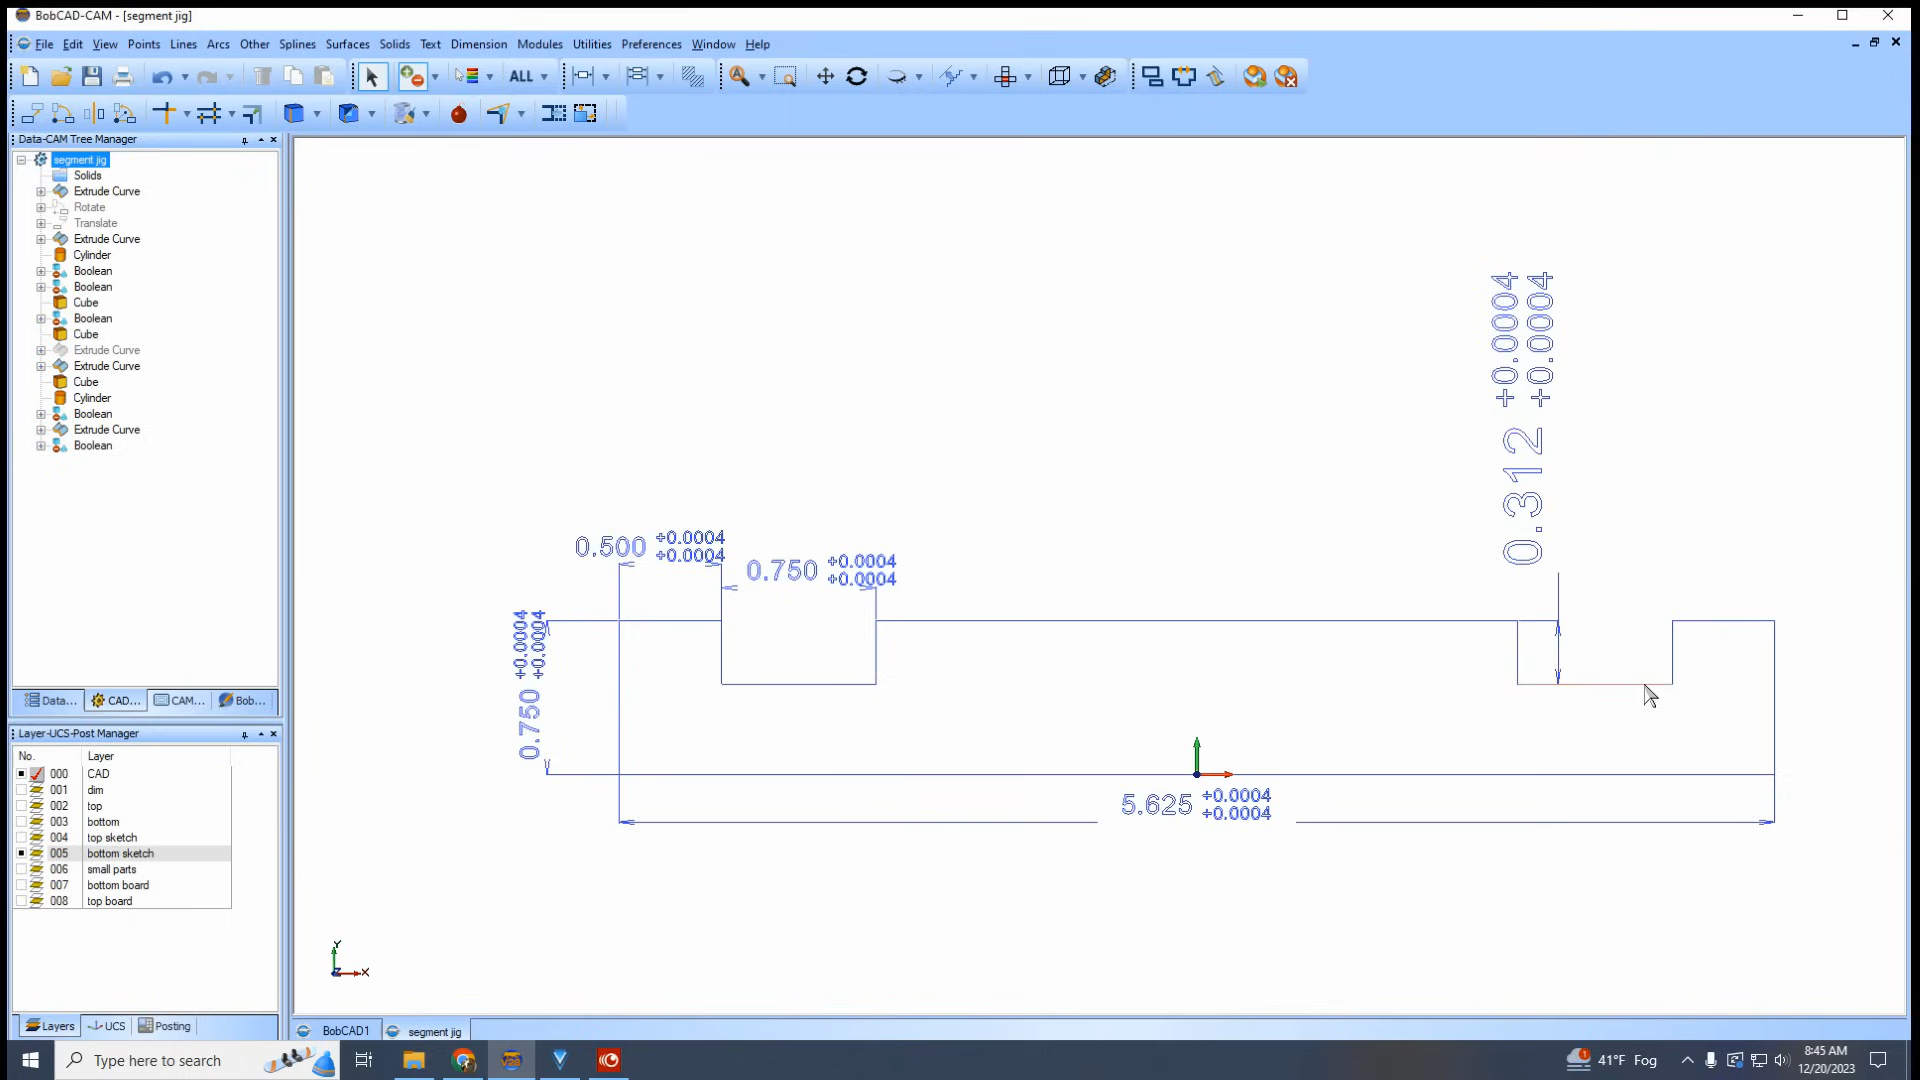 BobCAD-CAM - [segment jig]
File Edit View Points Lines Arcs Other Splines Surfaces Solids Text Dimension Modules Utilities Preferences Window Help
ALL
Data-CAM Tree Manager
segment jig
Solids
Extrude Curve
Rotate
Translate
Extrude Curve
Cylinder
Boolean
Boolean
Cube
Boolean
Cube
Extrude Curve
Extrude Curve
Cube
Cylinder
Boolean
Extrude Curve
Boolean
Data... CAD... CAM... Bob...
Layer-UCS-Post Manager
No. Layer
000 CAD
001 dim
002 top
003 bottom
004 top sketch
005 bottom sketch
006 small parts
007 bottom board
008 top board
Layers UCS Posting
0.312 +0.0004 +0.0004
0.500 +0.0004 +0.0004
0.750 +0.0004 +0.0004
0.750 +0.0004 +0.0004
5.625 +0.0004 +0.0004
Y
Z X
BobCAD1 segment jig
Type here to search
41°F Fog
8:45 AM
12/20/2023